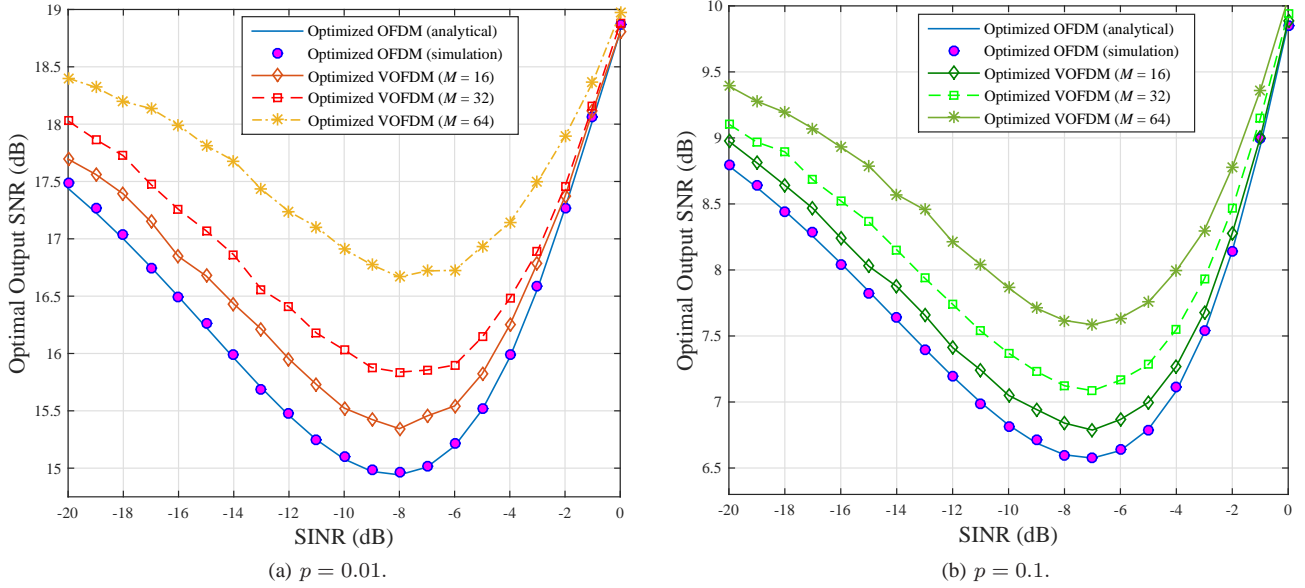 Optimal Output SNR (dB)
19
18.5
18
17.5
17
16.5
16
15.5
15
Optimized OFDM (analytical)
Optimized OFDM (simulation)
Optimized VOFDM (M = 16)
Optimized VOFDM (M = 32)
Optimized VOFDM (M = 64)
-20 -18 -16 -14 -12 -10 -8 -6 -4 -2 0
SINR (dB)
(a) p = 0.01.
Optimal Output SNR (dB)
10
9.5
9
8.5
8
7.5
7
6.5
Optimized OFDM (analytical)
Optimized OFDM (simulation)
Optimized VOFDM (M = 16)
Optimized VOFDM (M = 32)
Optimized VOFDM (M = 64)
-20 -18 -16 -14 -12 -10 -8 -6 -4 -2 0
SINR (dB)
(b) p = 0.1.